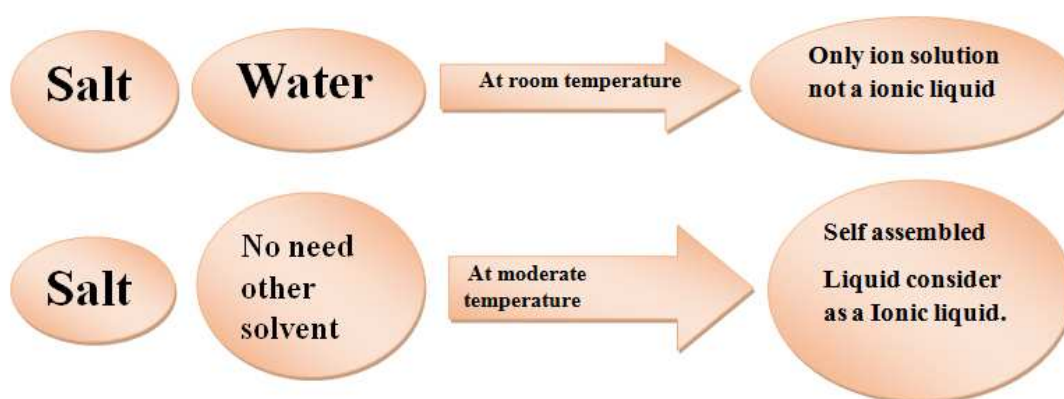 Salt
Water
At room temperature
Only ion solution
not a ionic liquid
Salt
No need
other
solvent
At moderate
temperature
Self assembled
Liquid consider
as a Ionic liquid.